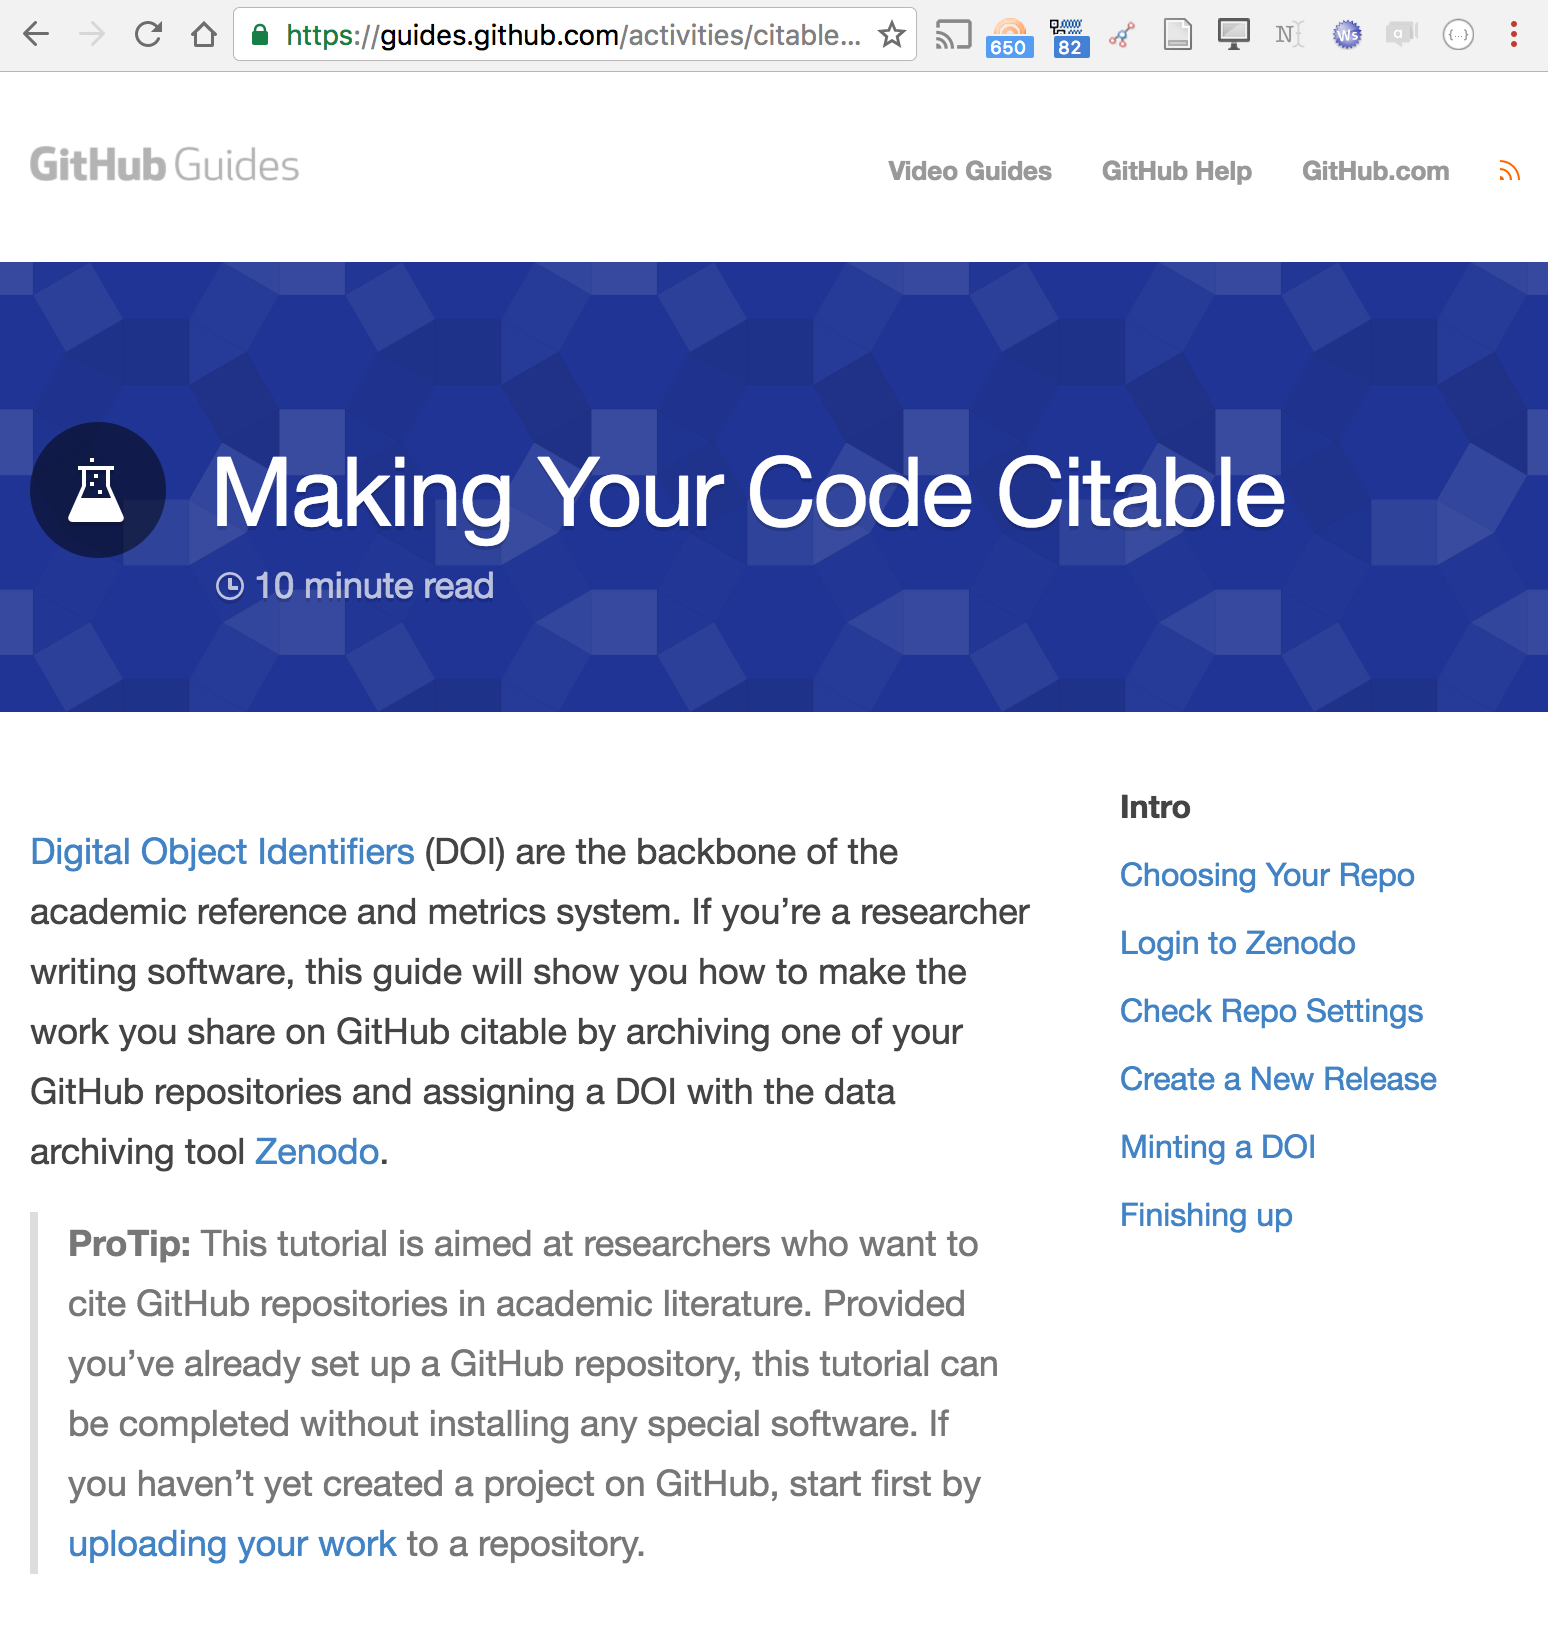 https://guides.github.com/activities/citable...
650
82
N
Ws
a
{...}
GitHub Guides
Video Guides
GitHub Help
GitHub.com
Making Your Code Citable
10 minute read
Digital Object Identifiers (DOI) are the backbone of the
academic reference and metrics system. If you’re a researcher
writing software, this guide will show you how to make the
work you share on GitHub citable by archiving one of your
GitHub repositories and assigning a DOI with the data
archiving tool Zenodo.
ProTip: This tutorial is aimed at researchers who want to
cite GitHub repositories in academic literature. Provided
you’ve already set up a GitHub repository, this tutorial can
be completed without installing any special software. If
you haven’t yet created a project on GitHub, start first by
uploading your work to a repository.
Intro
Choosing Your Repo
Login to Zenodo
Check Repo Settings
Create a New Release
Minting a DOI
Finishing up